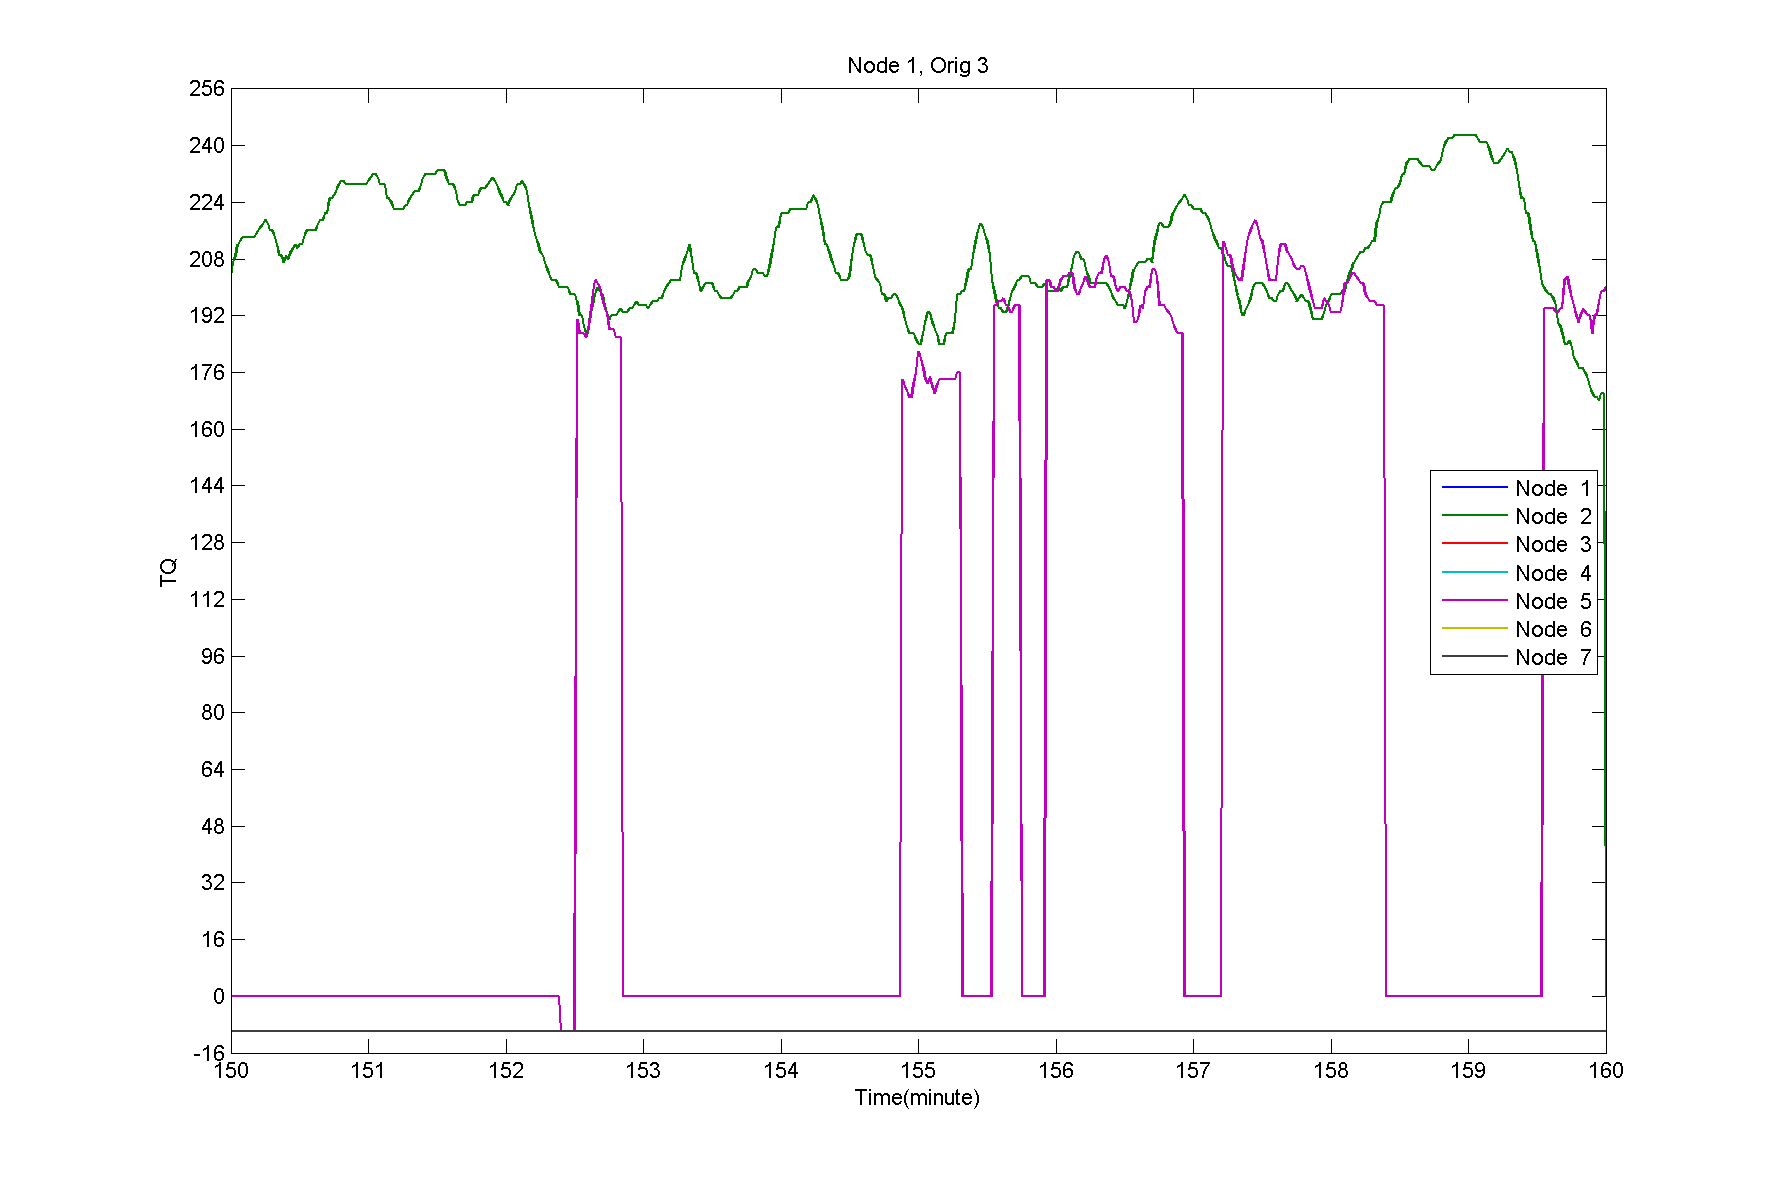 Node 1, Orig 3
256
240
224
208
192
176
160
144
128
112
96
80
64
48
32
16
0
-16
TQ
Node 1
Node 2
Node 3
Node 4
Node 5
Node 6
Node 7
150 151 152 153 154 155 156 157 158 159 160
Time(minute)